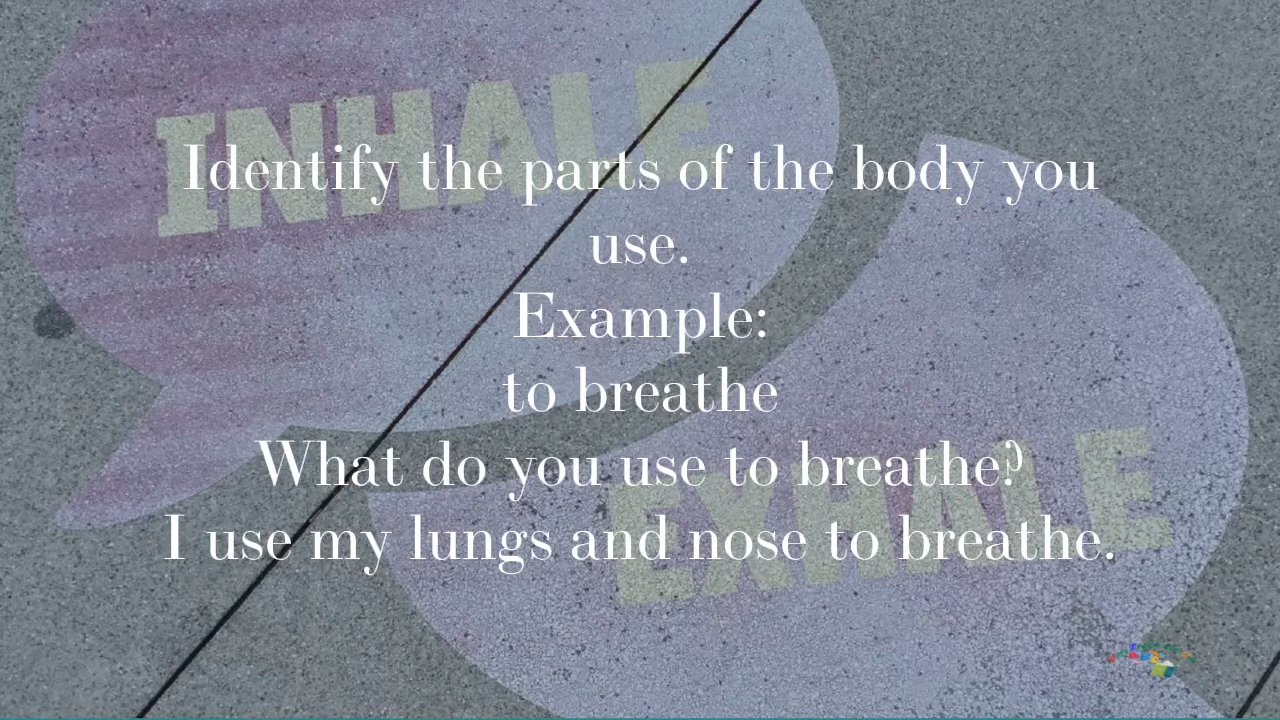 INHALE
Identify the parts of the body you
use.
Example:
to breathe
What do you use to breathe?
EXHALE
I use my lungs and nose to breathe.